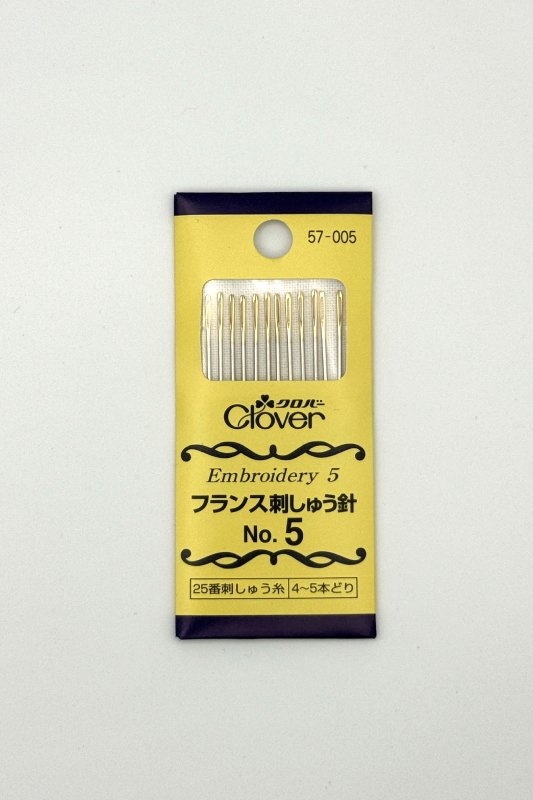 57-005
クロバー
Clover
Embroidery 5
フランス刺しゅう針
No. 5
25番刺しゅう糸 4〜5本どり